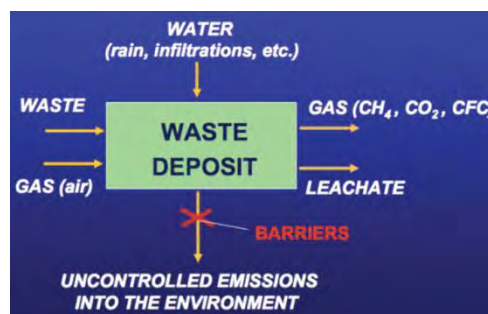 WATER
(rain, infiltrations, etc.)
WASTE
GAS (air)
WASTE
DEPOSIT
GAS (CH₄, CO₂, CFC)
LEACHATE
BARRIERS
UNCONTROLLED EMISSIONS
INTO THE ENVIRONMENT